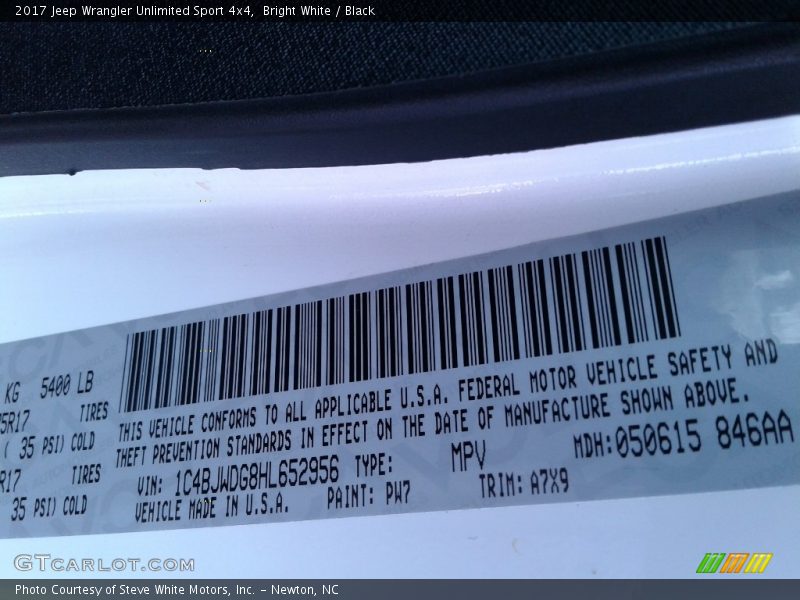 2017 Jeep Wrangler Unlimited Sport 4x4, Bright White / Black
KG 5400 LB
5R17 TIRES
( 35 PSI) COLD
R17 TIRES
35 PSI) COLD
THIS VEHICLE CONFORMS TO ALL APPLICABLE U.S.A. FEDERAL MOTOR VEHICLE SAFETY AND
THEFT PREVENTION STANDARDS IN EFFECT ON THE DATE OF MANUFACTURE SHOWN ABOVE.
VIN: 1C4BJWDG8HL652956 TYPE: MPV MDH:050615 846AA
VEHICLE MADE IN U.S.A. PAINT: PW7 TRIM: A7X9
GTCARLOT.COM
Photo Courtesy of Steve White Motors, Inc. – Newton, NC